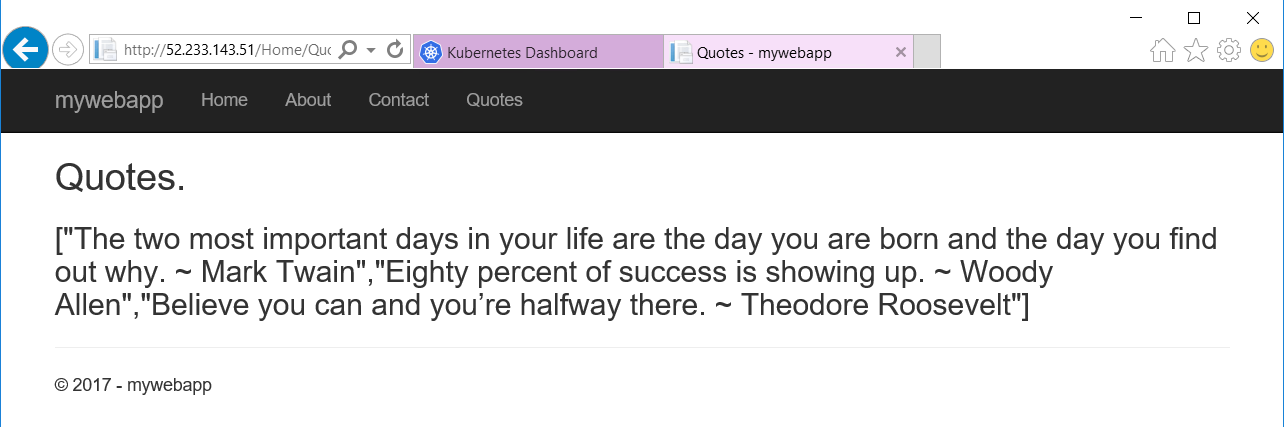 http://52.233.143.51/Home/Quc
Kubernetes Dashboard
Quotes - mywebapp
mywebapp
Home
About
Contact
Quotes
Quotes.
["The two most important days in your life are the day you are born and the day you find
out why. ~ Mark Twain","Eighty percent of success is showing up. ~ Woody
Allen","Believe you can and you’re halfway there. ~ Theodore Roosevelt"]
© 2017 - mywebapp